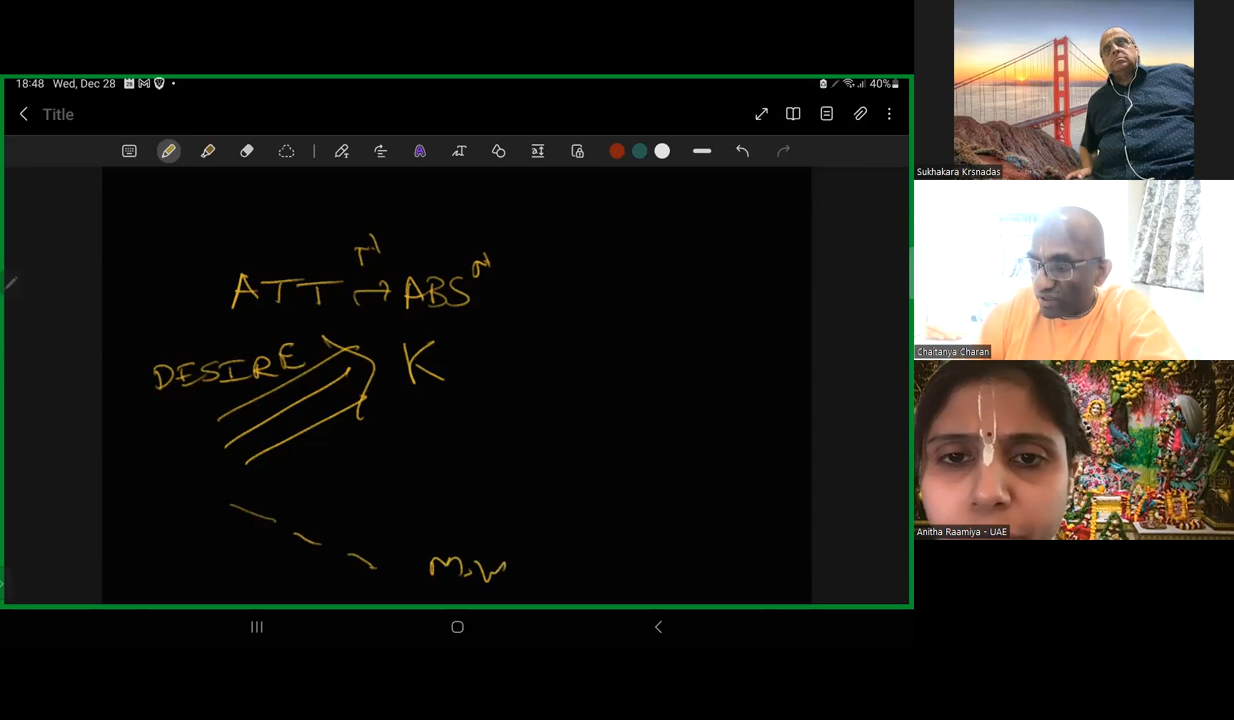 18:48 Wed, Dec 28
40%
Title
Sukhakara Krsnadas
ATT → ABS
DESIRE
K
Chaitanya Charan
Anitha Raamiya - UAE
M.W